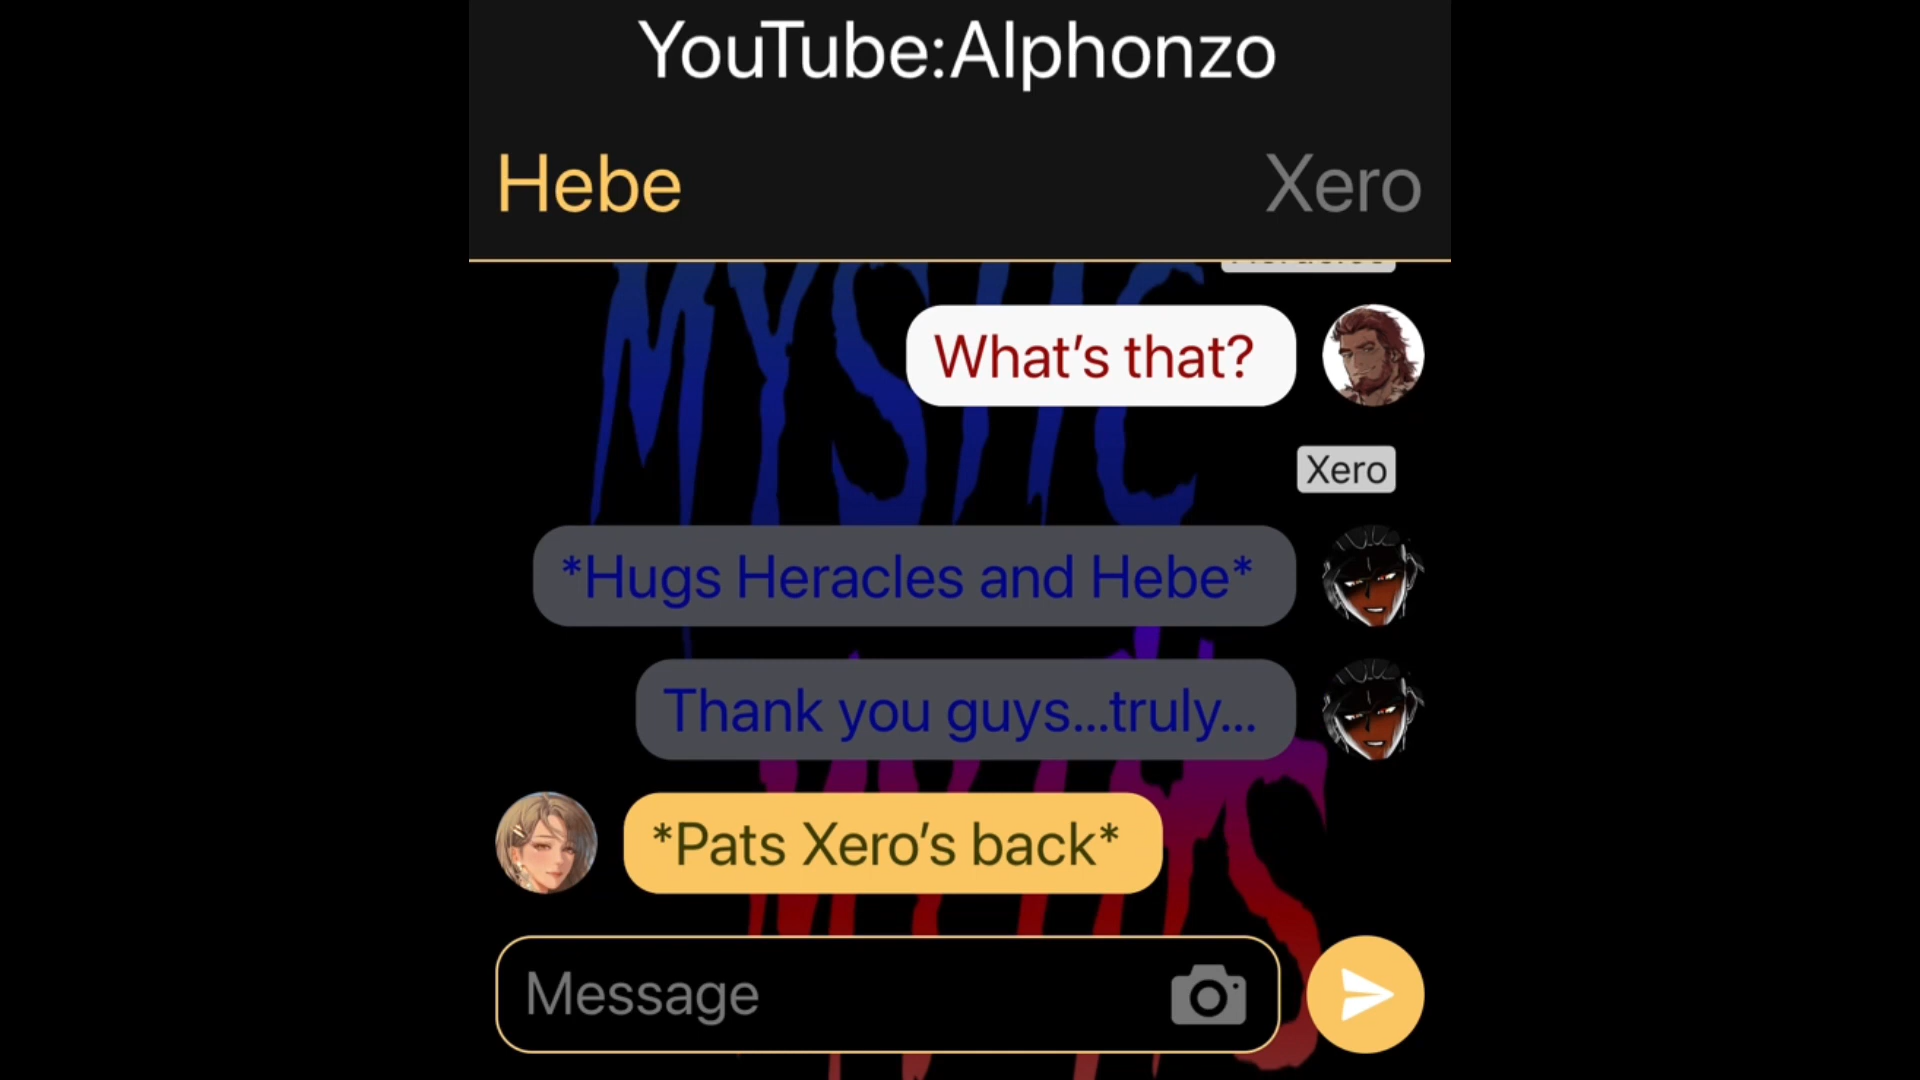 YouTube:Alphonzo
Hebe
Xero
MYSTIC
What's that?
Xero
*Hugs Heracles and Hebe*
Thank you guys...truly...
*Pats Xero's back*
Message